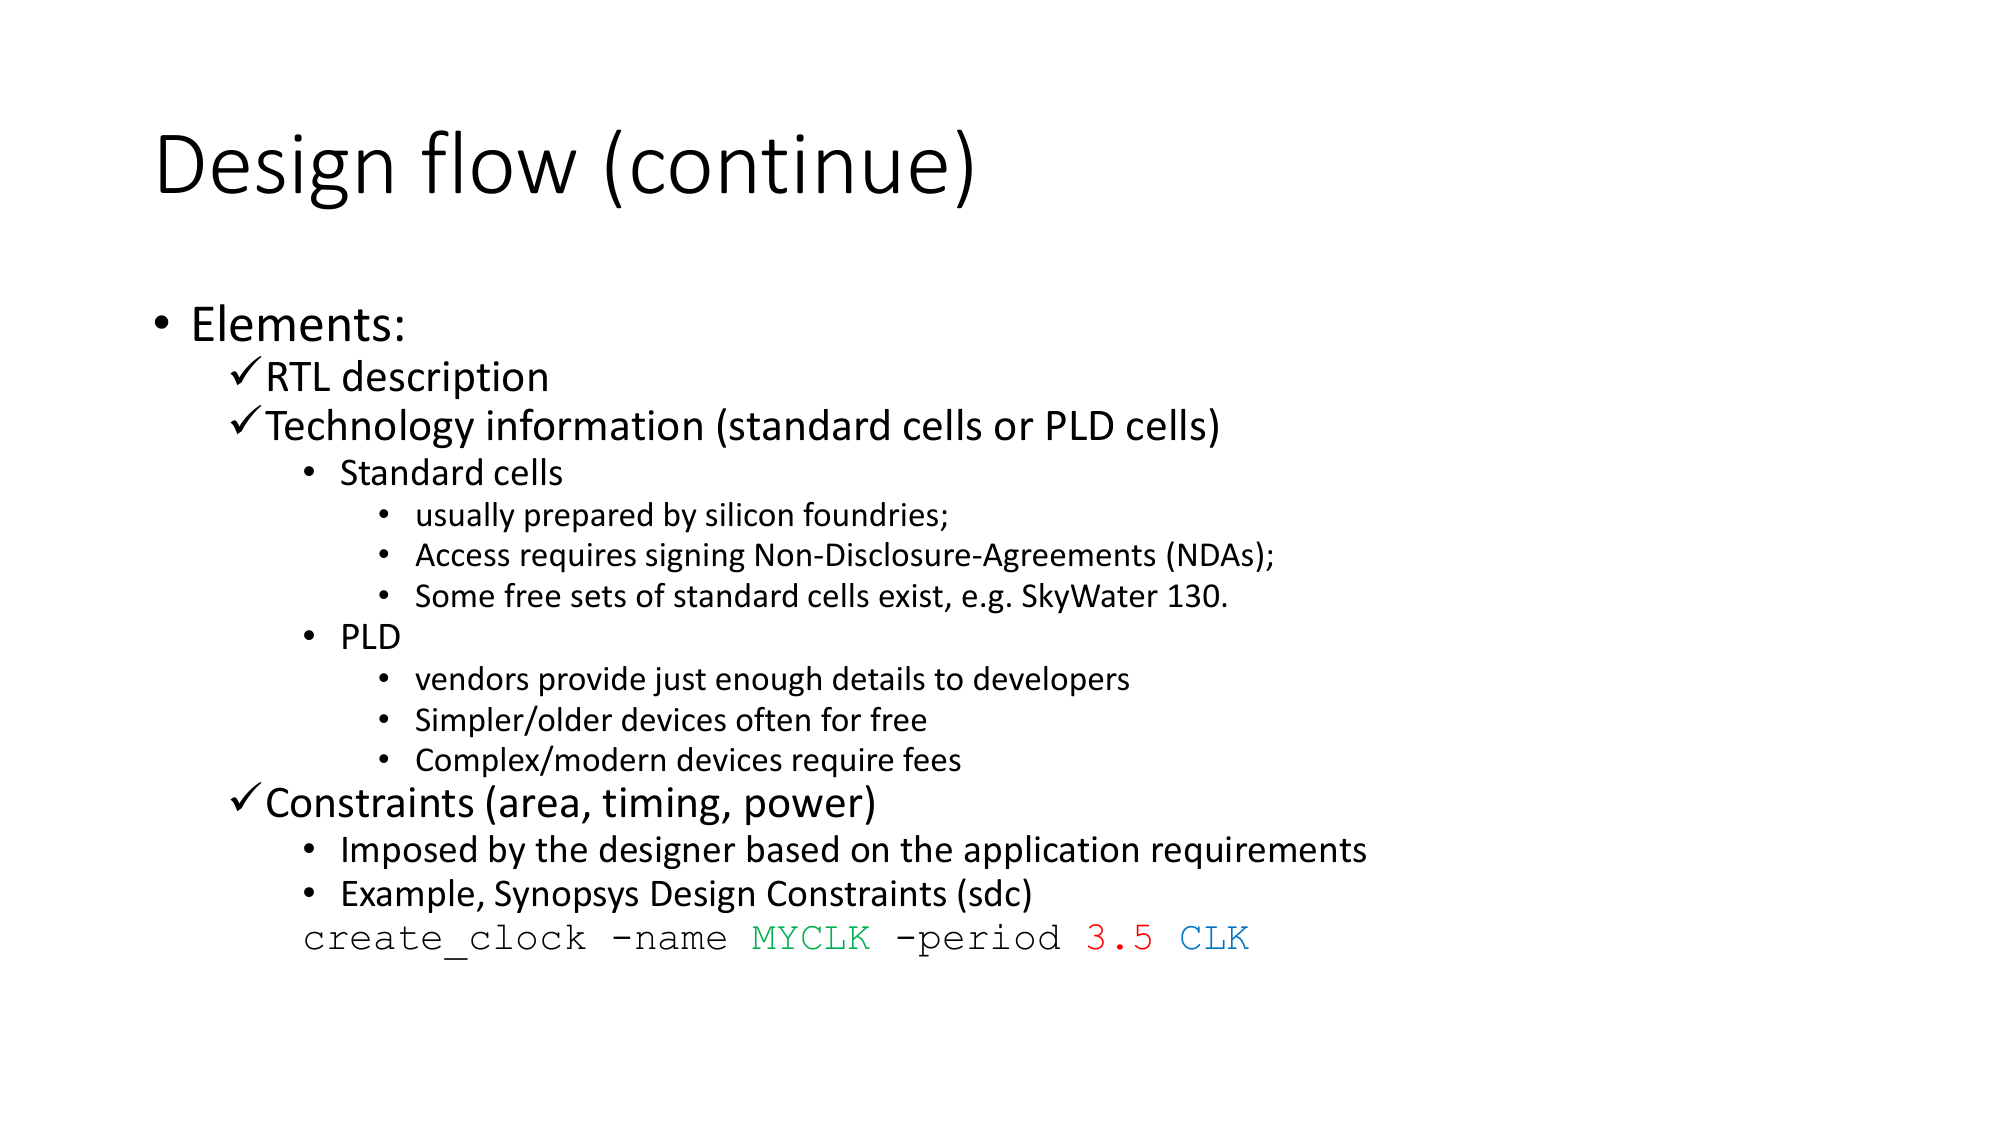 Design flow (continue)
• Elements:
✓RTL description
✓Technology information (standard cells or PLD cells)
• Standard cells
• usually prepared by silicon foundries;
• Access requires signing Non-Disclosure-Agreements (NDAs);
• Some free sets of standard cells exist, e.g. SkyWater 130.
• PLD
• vendors provide just enough details to developers
• Simpler/older devices often for free
• Complex/modern devices require fees
✓Constraints (area, timing, power)
• Imposed by the designer based on the application requirements
• Example, Synopsys Design Constraints (sdc)
create_clock -name MYCLK -period 3.5 CLK